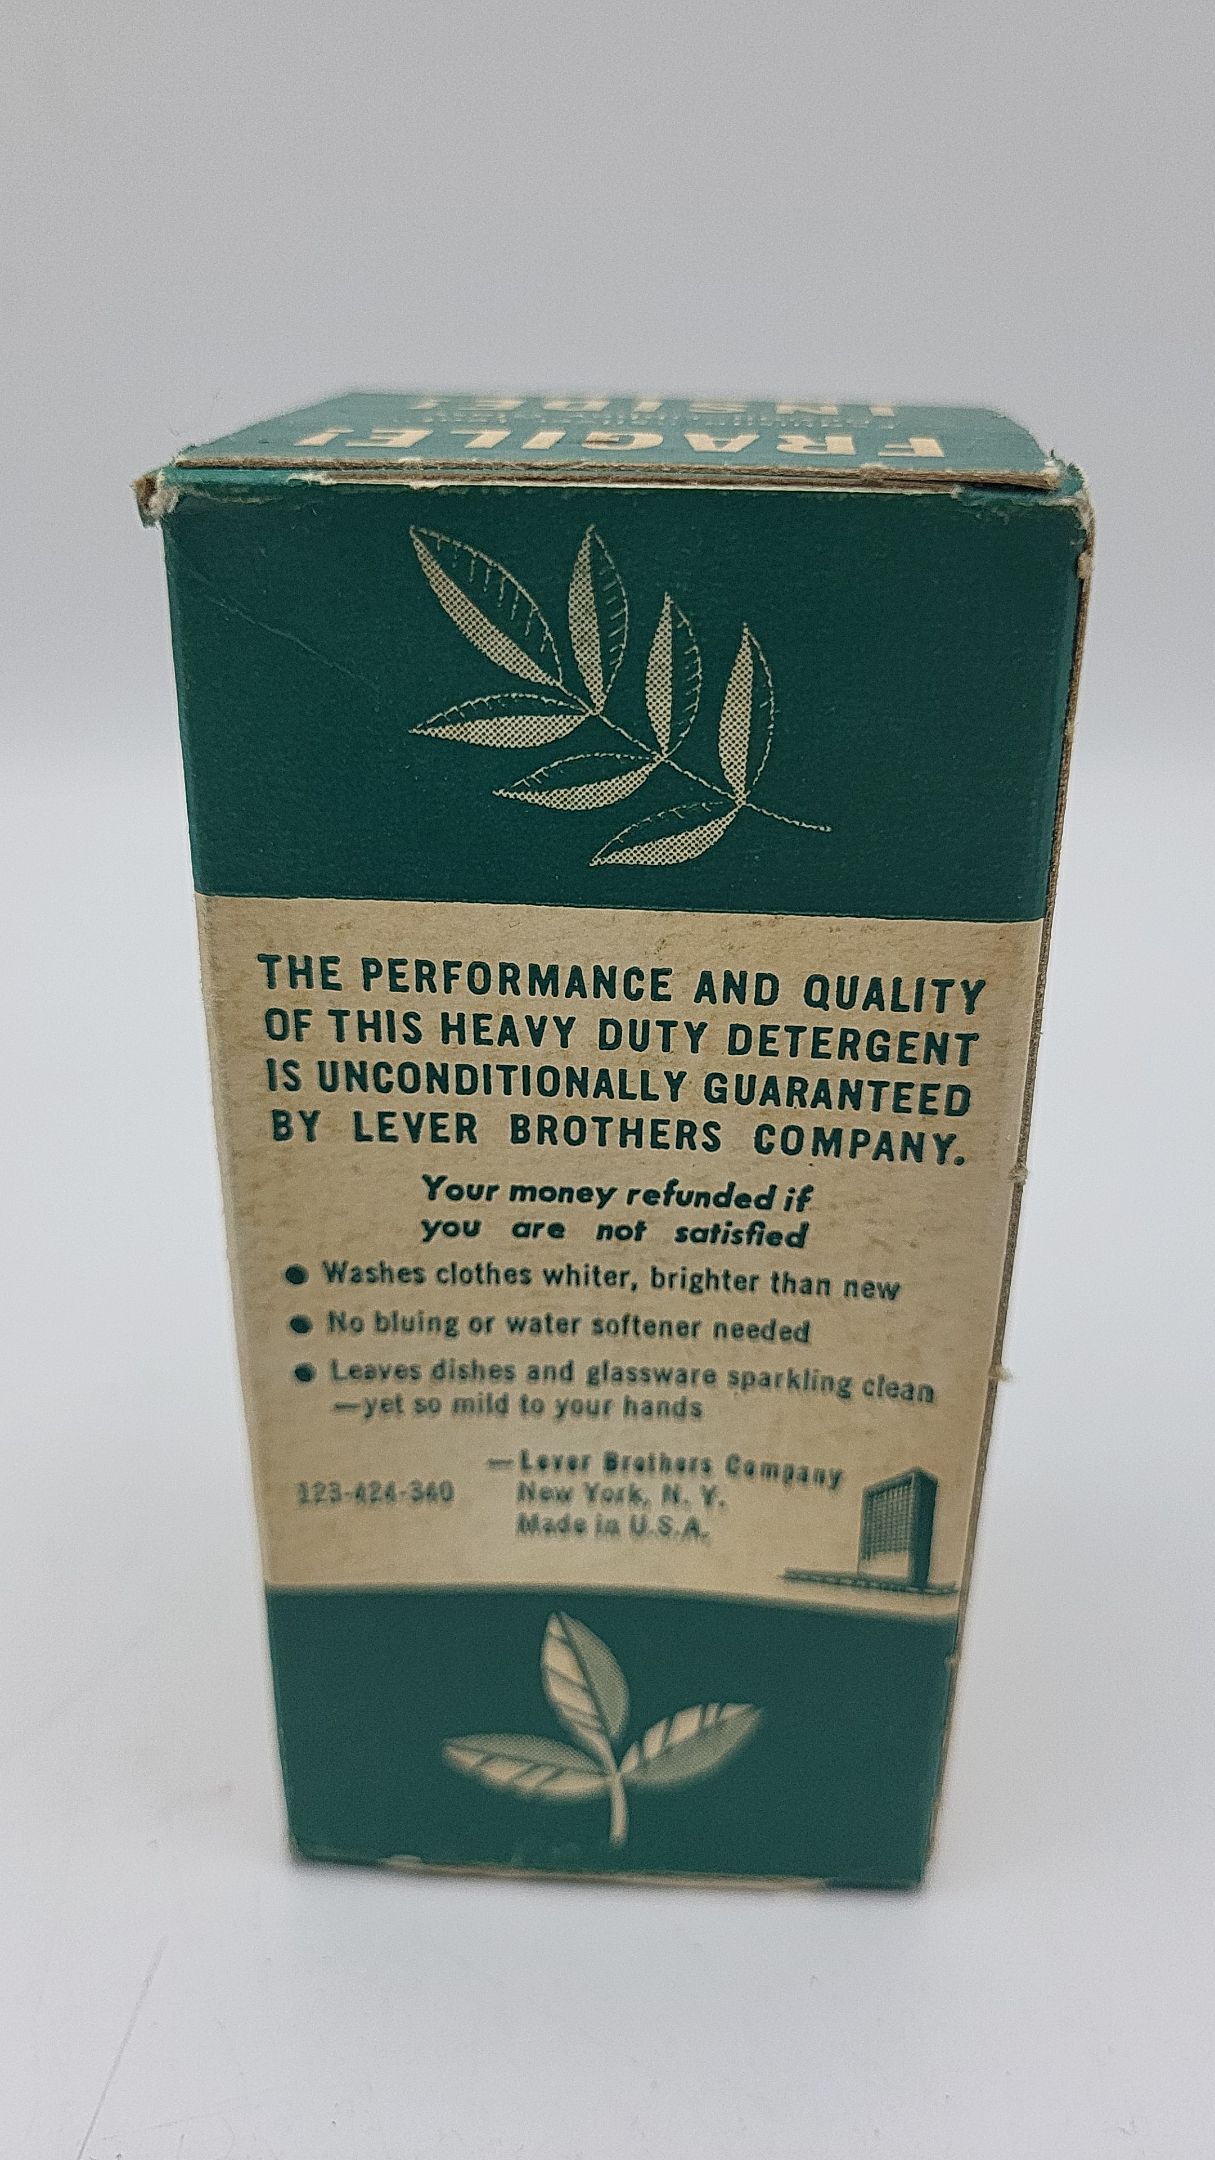 FRAGILE!
INSIDE!
THE PERFORMANCE AND QUALITY
OF THIS HEAVY DUTY DETERGENT
IS UNCONDITIONALLY GUARANTEED
BY LEVER BROTHERS COMPANY.
Your money refunded if
you are not satisfied
● Washes clothes whiter, brighter than new
● No bluing or water softener needed
● Leaves dishes and glassware sparkling clean
—yet so mild to your hands
—Lever Brothers Company
123-424-340 New York, N. Y.
Made in U.S.A.